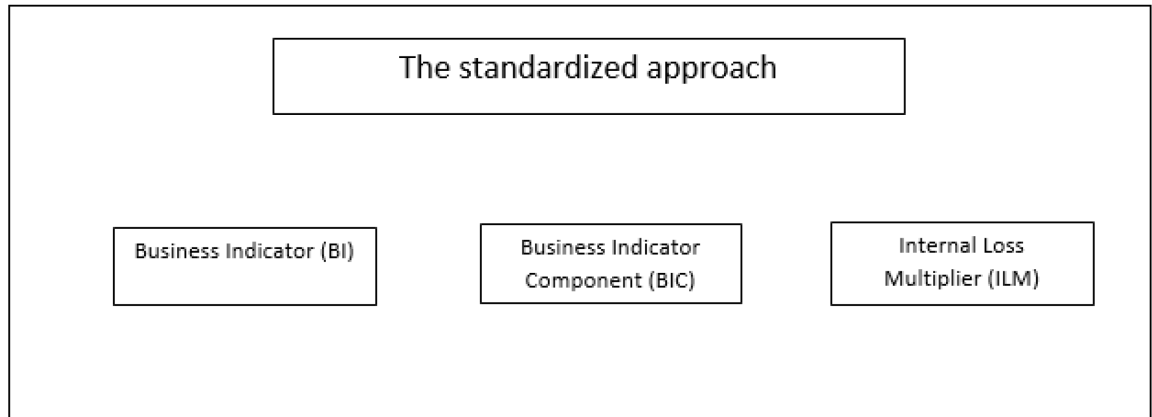 The standardized approach
Business Indicator (BI)
Business Indicator
Component (BIC)
Internal Loss
Multiplier (ILM)